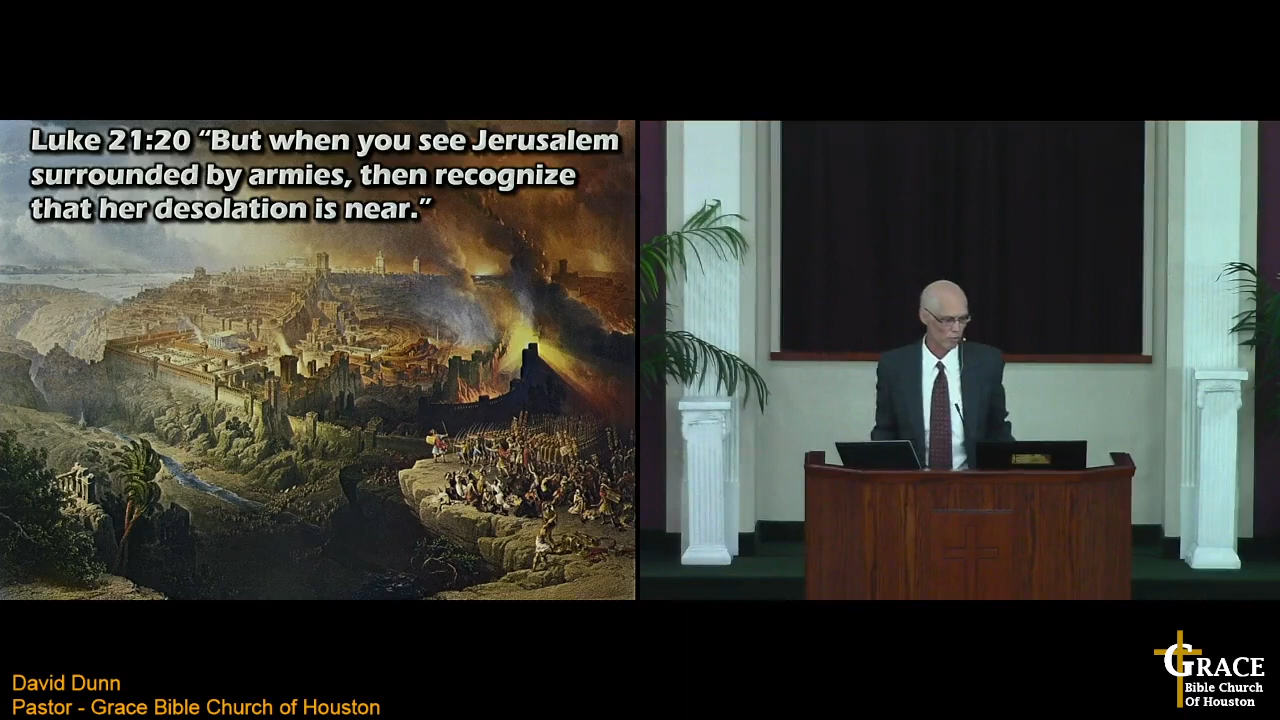 Luke 21:20 “But when you see Jerusalem
surrounded by armies, then recognize
that her desolation is near.”
David Dunn
Pastor - Grace Bible Church of Houston
GRACE
Bible Church
Of Houston